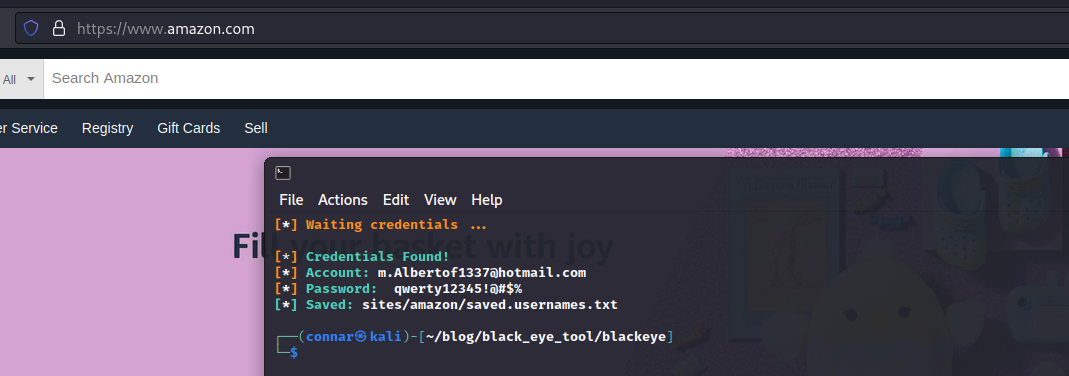 https://www.amazon.com
All
Search Amazon
er Service Registry Gift Cards Sell
File Actions Edit View Help
[*] Waiting credentials ...
Fill your basket with joy
[*] Credentials Found!
[*] Account: m.Albertof1337@hotmail.com
[*] Password: qwerty12345!@#$%
[*] Saved: sites/amazon/saved.usernames.txt
┌──(connar㉿kali)-[~/blog/black_eye_tool/blackeye]
└─$